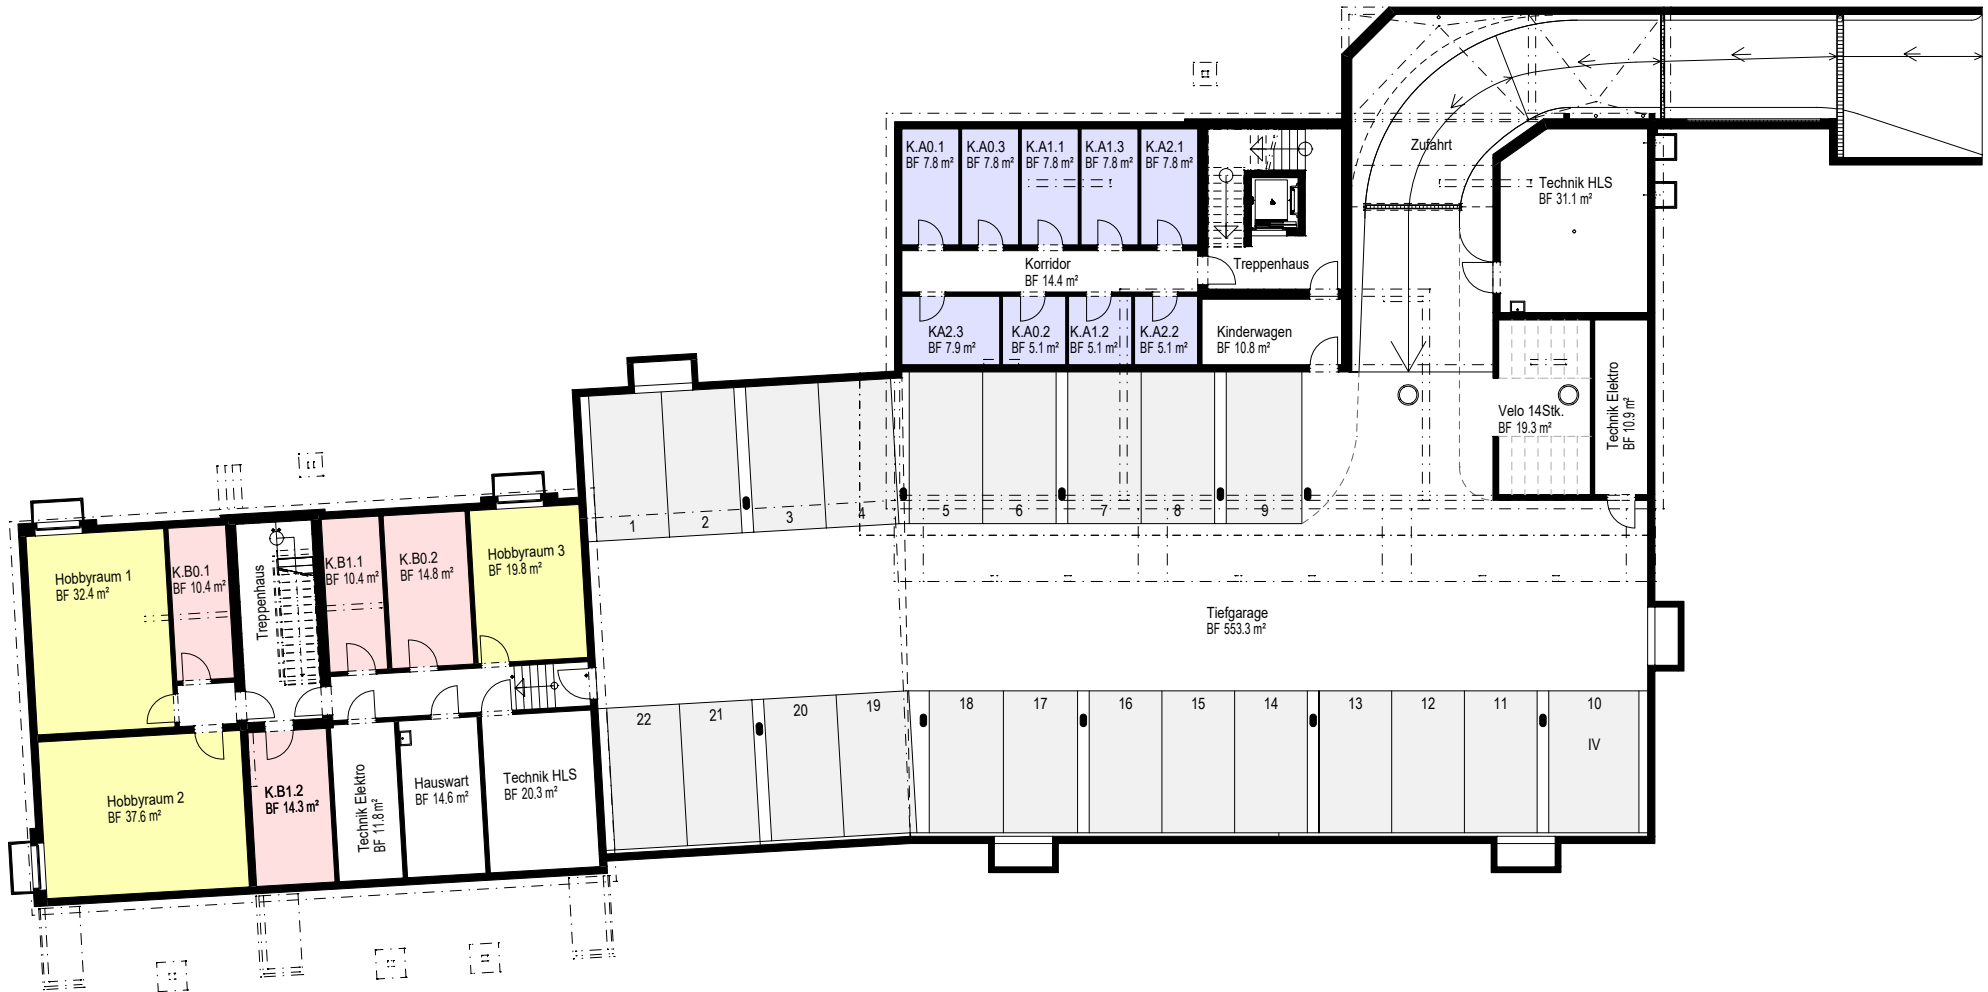 Zufahrt
K.A0.1
BF 7.8 m²
K.A0.3
BF 7.8 m²
K.A1.1
BF 7.8 m²
K.A1.3
BF 7.8 m²
K.A2.1
BF 7.8 m²
Technik HLS
BF 31.1 m²
Korridor
BF 14.4 m²
Treppenhaus
KA2.3
BF 7.9 m²
K.A0.2
BF 5.1 m²
K.A1.2
BF 5.1 m²
K.A2.2
BF 5.1 m²
Kinderwagen
BF 10.8 m²
Velo 14Stk.
BF 19.3 m²
Technik Elektro
BF 10.9 m²
1
2
3
4
5
6
7
8
9
Hobbyraum 1
BF 32.4 m²
K.B0.1
BF 10.4 m²
Treppenhaus
K.B1.1
BF 10.4 m²
K.B0.2
BF 14.8 m²
Hobbyraum 3
BF 19.8 m²
Tiefgarage
BF 553.3 m²
22
21
20
19
18
17
16
15
14
13
12
11
10
IV
Hobbyraum 2
BF 37.6 m²
K.B1.2
BF 14.3 m²
Technik Elektro
BF 11.8 m²
Hauswart
BF 14.6 m²
Technik HLS
BF 20.3 m²